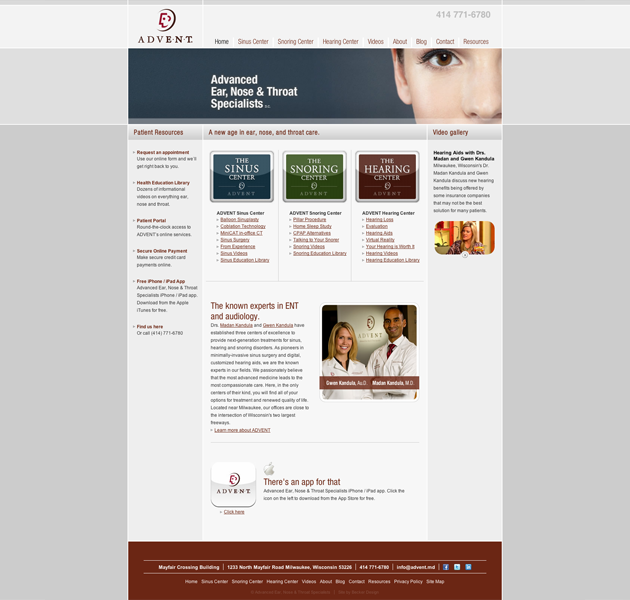 414 771-6780
ADVENT.
Home Sinus Center Snoring Center Hearing Center Videos About Blog Contact Resources
Advanced
Ear, Nose & Throat
Specialists
Patient Resources
Request an appointment
Use our online form and we'll
get right back to you.
Health Education Library
Dozens of informational
videos on everything ear,
nose and throat.
Patient Portal
Round-the-clock access to
ADVENT's online services.
Secure Online Payment
Make secure credit card
payments online.
Free iPhone / iPad App
Advanced Ear, Nose & Throat
Specialists iPhone / iPad app.
Download from the Apple
iTunes for free.
Find us here
Or call (414) 771-6780
A new age in ear, nose, and throat care.
THE
SINUS
CENTER
ADVENT
THE
SNORING
CENTER
ADVENT
THE
HEARING
CENTER
ADVENT
ADVENT Sinus Center
Balloon Sinuplasty
Coblation Technology
MiniCAT in-office CT
Sinus Surgery
From Experience
Sinus Videos
Sinus Education Library
ADVENT Snoring Center
Pillar Procedure
Home Sleep Study
CPAP Alternatives
Talking to Your Snorer
Snoring Videos
Snoring Education Library
ADVENT Hearing Center
Hearing Loss
Evaluation
Hearing Aids
Virtual Reality
Your Hearing is Worth It
Hearing Videos
Hearing Education Library
The known experts in ENT
and audiology.
Drs. Madan Kandula and Gwen Kandula have
established three centers of excellence to
provide next-generation treatments for sinus,
hearing and snoring disorders. As pioneers in
minimally-invasive sinus surgery and digital,
customized hearing aids, we are the known
experts in our fields. We passionately believe
that the most advanced medicine leads to the
most compassionate care. Here, in the only
centers of their kind, you will find all of your
options for treatment and renewed quality of life.
Located near Milwaukee, our offices are close to
the intersection of Wisconsin's two largest
freeways.
Learn more about ADVENT
ADVENT
Gwen Kandula, Au.D. Madan Kandula, M.D.
ADVENT.
Click here
There's an app for that
Advanced Ear, Nose & Throat Specialists iPhone / iPad app. Click the
icon on the left to download from the App Store for free.
Video gallery
Hearing Aids with Drs.
Madan and Gwen Kandula
Milwaukee, Wisconsin's Dr.
Madan Kandula and Gwen
Kandula discuss new hearing
benefits being offered by
some insurance companies
that may not be the best
solution for many patients.
Mayfair Crossing Building 1233 North Mayfair Road Milwaukee, Wisconsin 53226 414 771-6780 info@advent.md
Home Sinus Center Snoring Center Hearing Center Videos About Blog Contact Resources Privacy Policy Site Map